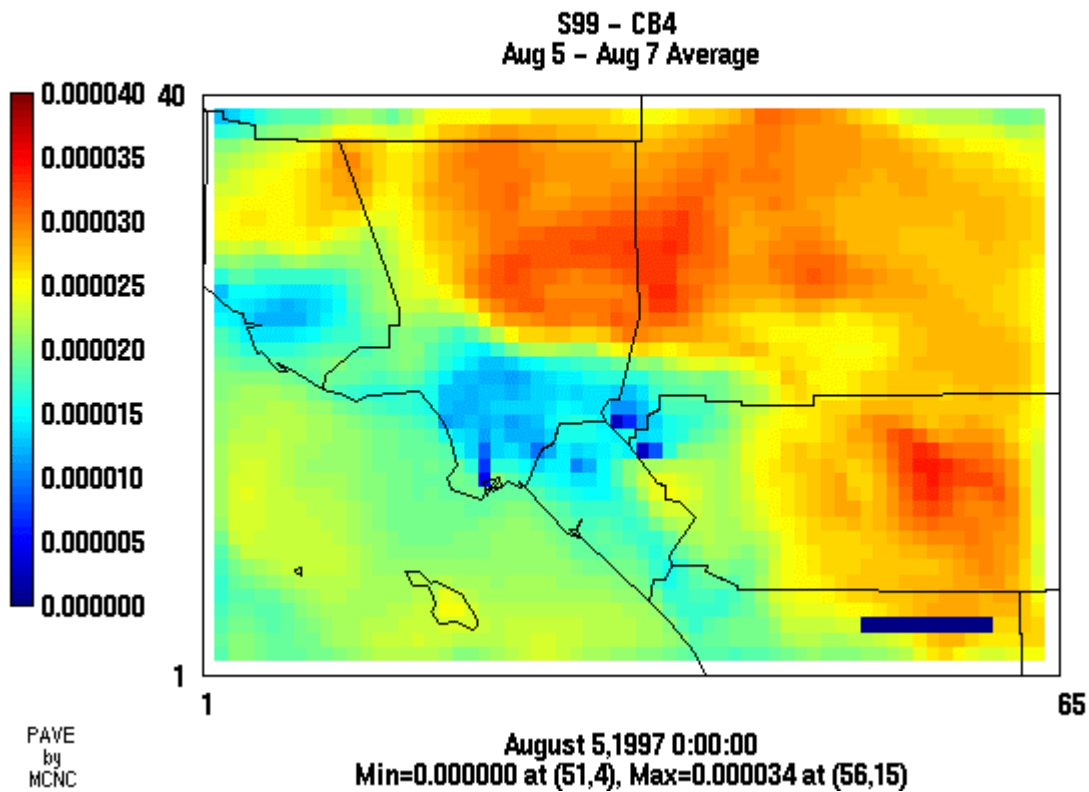 S99 – CB4
Aug 5 – Aug 7 Average
0.000040
0.000035
0.000030
0.000025
0.000020
0.000015
0.000010
0.000005
0.000000
40
1
1
65
PAVE
by
MCNC
August 5,1997 0:00:00
Min=0.000000 at (51,4), Max=0.000034 at (56,15)